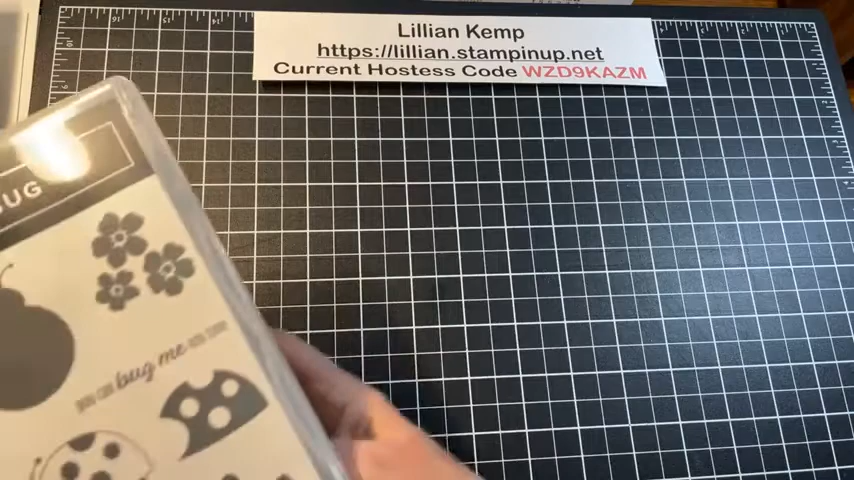 Lillian Kemp
https://lillian.stampinup.net
Current Hostess Code WZD9KAZM
BUG
bug me